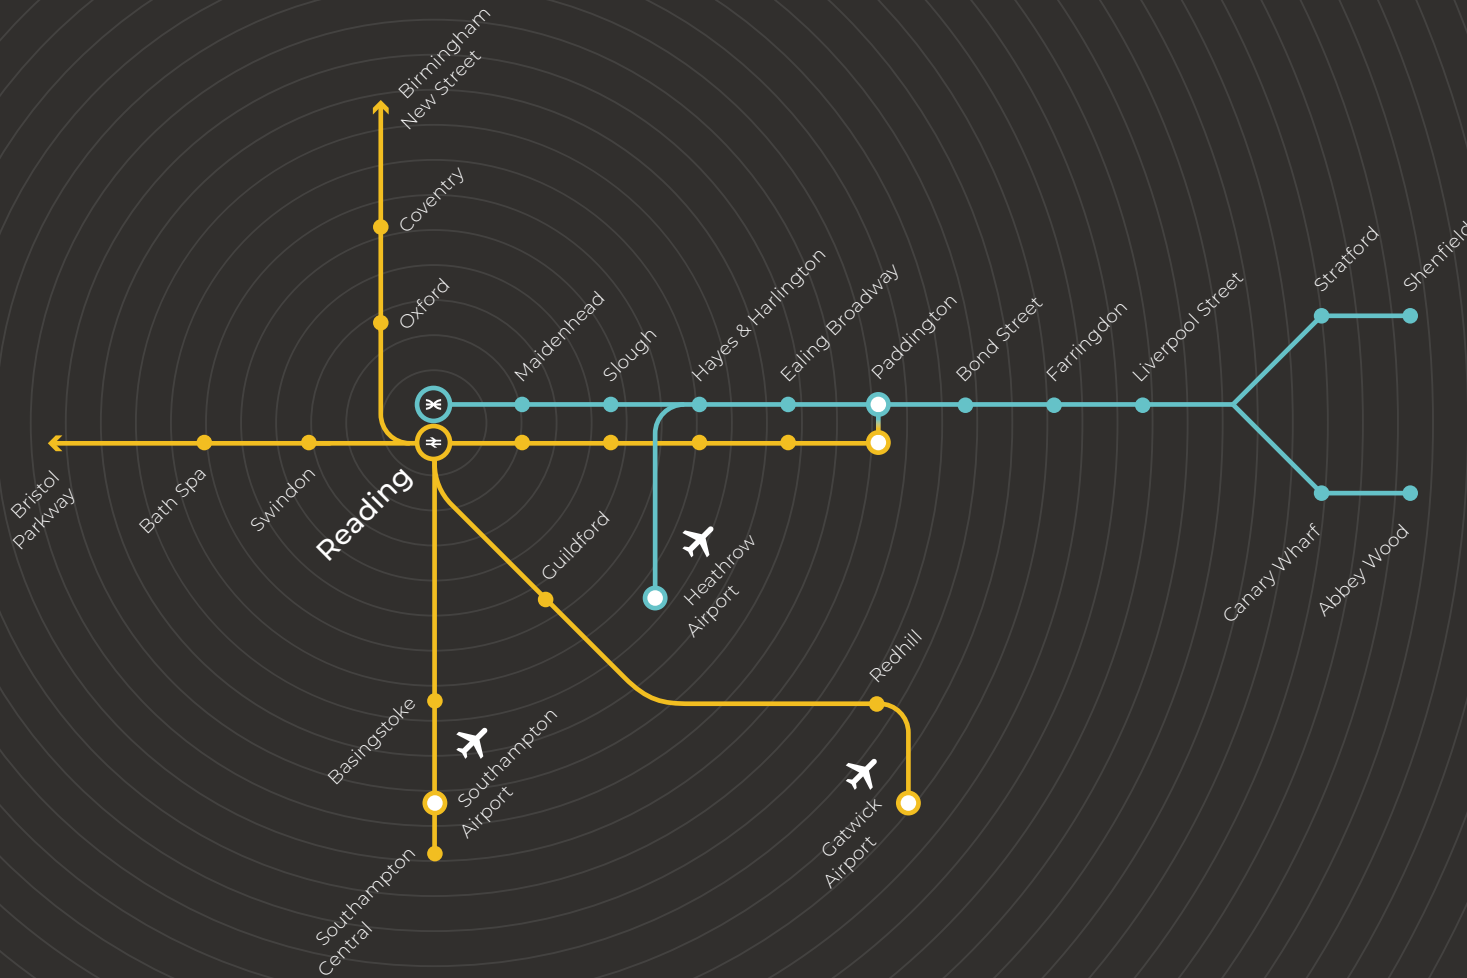 Birmingham
New Street
Coventry
Oxford
Maidenhead
Slough
Hayes & Harlington
Ealing Broadway
Paddington
Bond Street
Farringdon
Liverpool Street
Stratford
Shenfield
Bristol
Parkway
Bath Spa
Swindon
Reading
Guildford
Heathrow
Airport
Canary Wharf
Abbey Wood
Redhill
Basingstoke
Southampton
Airport
Gatwick
Airport
Southampton
Central